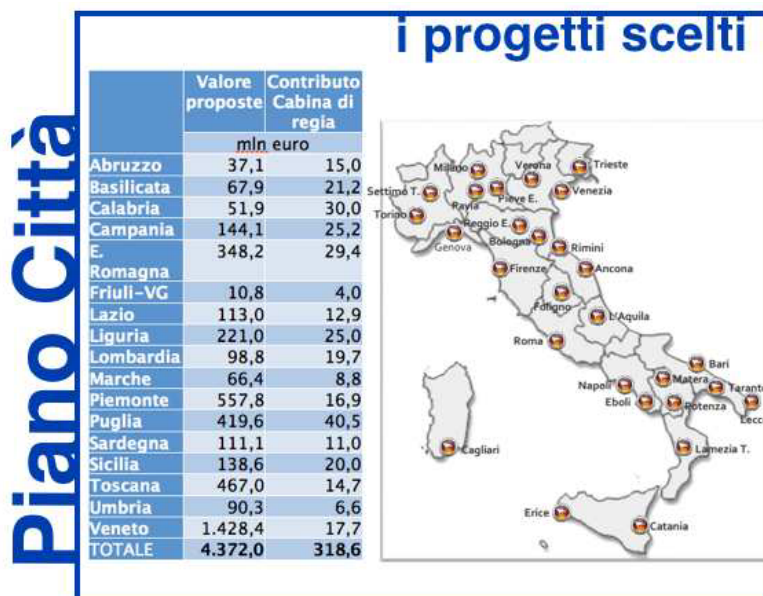 i progetti scelti
Piano Città
Valore Contributo
proposte Cabina di
regia
mln euro
Abruzzo 37,1 15,0
Basilicata 67,9 21,2
Calabria 51,9 30,0
Campania 144,1 25,2
E. 348,2 29,4
Romagna
Friuli-VG 10,8 4,0
Lazio 113,0 12,9
Liguria 221,0 25,0
Lombardia 98,8 19,7
Marche 66,4 8,8
Piemonte 557,8 16,9
Puglia 419,6 40,5
Sardegna 111,1 11,0
Sicilia 138,6 20,0
Toscana 467,0 14,7
Umbria 90,3 6,6
Veneto 1.428,4 17,7
TOTALE 4.372,0 318,6
Milano
Verona
Trieste
Settimo T.
Pavia
Pieve E.
Venezia
Torino
Reggio E.
Genova
Bologna
Rimini
Firenze
Ancona
Foligno
L'Aquila
Roma
Bari
Napoli
Matera
Taranto
Eboli
Potenza
Lecce
Cagliari
Lamezia T.
Erice
Catania